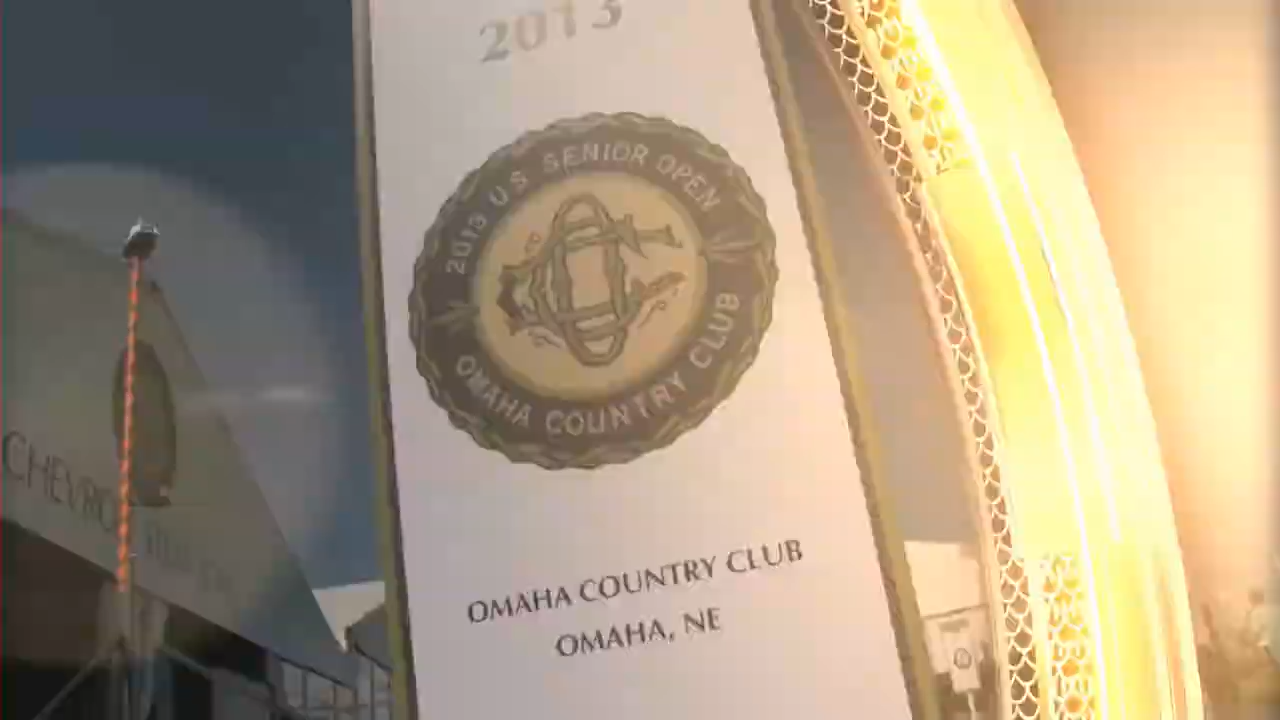 2013
2013 U S SENIOR OPEN
OMAHA COUNTRY CLUB
OMAHA COUNTRY CLUB
OMAHA, NE